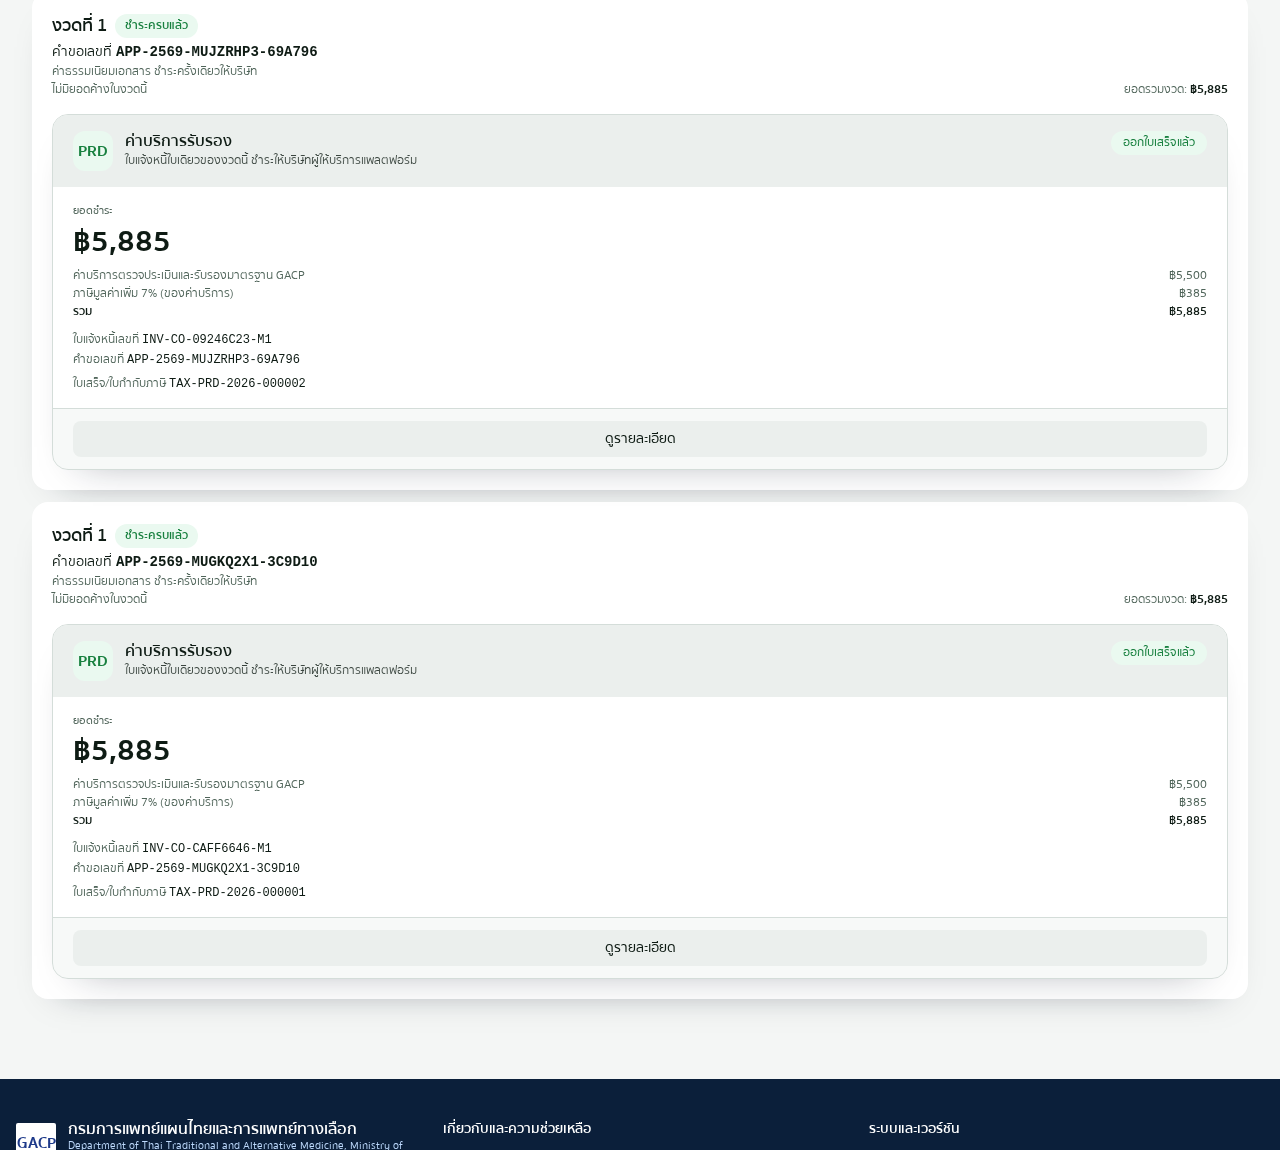 งวดที่ 1 ชำระครบแล้ว
คำขอเลขที่ APP-2569-MUJZRHP3-69A796
ค่าธรรมเนียมเอกสาร ชำระครั้งเดียวให้บริษัท
ไม่มียอดค้างในงวดนี้ ยอดรวมงวด: ฿5,885
PRD ค่าบริการรับรอง ออกใบเสร็จแล้ว
ใบแจ้งหนี้ใบเดียวของงวดนี้ ชำระให้บริษัทผู้ให้บริการแพลตฟอร์ม
ยอดชำระ
฿5,885
ค่าบริการตรวจประเมินและรับรองมาตรฐาน GACP ฿5,500
ภาษีมูลค่าเพิ่ม 7% (ของค่าบริการ) ฿385
รวม ฿5,885
ใบแจ้งหนี้เลขที่ INV-CO-09246C23-M1
คำขอเลขที่ APP-2569-MUJZRHP3-69A796
ใบเสร็จ/ใบกำกับภาษี TAX-PRD-2026-000002
ดูรายละเอียด
งวดที่ 1 ชำระครบแล้ว
คำขอเลขที่ APP-2569-MUGKQ2X1-3C9D10
ค่าธรรมเนียมเอกสาร ชำระครั้งเดียวให้บริษัท
ไม่มียอดค้างในงวดนี้ ยอดรวมงวด: ฿5,885
PRD ค่าบริการรับรอง ออกใบเสร็จแล้ว
ใบแจ้งหนี้ใบเดียวของงวดนี้ ชำระให้บริษัทผู้ให้บริการแพลตฟอร์ม
ยอดชำระ
฿5,885
ค่าบริการตรวจประเมินและรับรองมาตรฐาน GACP ฿5,500
ภาษีมูลค่าเพิ่ม 7% (ของค่าบริการ) ฿385
รวม ฿5,885
ใบแจ้งหนี้เลขที่ INV-CO-CAFF6646-M1
คำขอเลขที่ APP-2569-MUGKQ2X1-3C9D10
ใบเสร็จ/ใบกำกับภาษี TAX-PRD-2026-000001
ดูรายละเอียด
GACP กรมการแพทย์แผนไทยและการแพทย์ทางเลือก เกี่ยวกับและความช่วยเหลือ ระบบและเวอร์ชัน
Department of Thai Traditional and Alternative Medicine, Ministry of